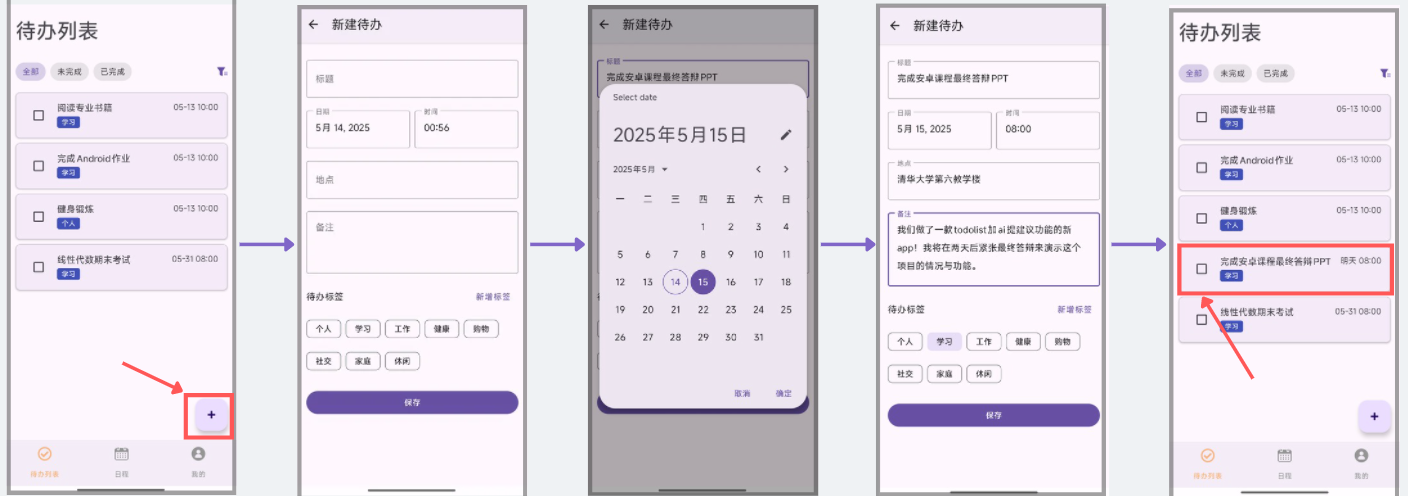 待办列表
全部 未完成 已完成
阅读专业书籍 05-13 10:00
学习
完成Android作业 05-13 10:00
学习
健身锻炼 05-13 10:00
个人
线性代数期末考试 05-31 08:00
学习
+
待办列表 日程 我的
← 新建待办
标题
日期 时间
5月 14, 2025 00:56
地点
备注
待办标签 新增标签
个人 学习 工作 健康 购物
社交 家庭 休闲
保存
← 新建待办
标题
完成安卓课程最终答辩PPT
Select date
2025年5月15日
2025年5月
一 二 三 四 五 六 日
1 2 3 4
5 6 7 8 9 10 11
12 13 14 15 16 17 18
19 20 21 22 23 24 25
26 27 28 29 30 31
取消 确定
← 新建待办
标题
完成安卓课程最终答辩PPT
日期 时间
5月 15, 2025 08:00
地点
清华大学第六教学楼
备注
我们做了一款todolist加ai提建议功能的新
app！我将在两天后紧张最终答辩来演示这个
项目的情况与功能。
待办标签 新增标签
个人 学习 工作 健康 购物
社交 家庭 休闲
保存
待办列表
全部 未完成 已完成
阅读专业书籍 05-13 10:00
学习
完成Android作业 05-13 10:00
学习
健身锻炼 05-13 10:00
个人
完成安卓课程最终答辩PPT 明天 08:00
学习
线性代数期末考试 05-31 08:00
学习
+
待办列表 日程 我的